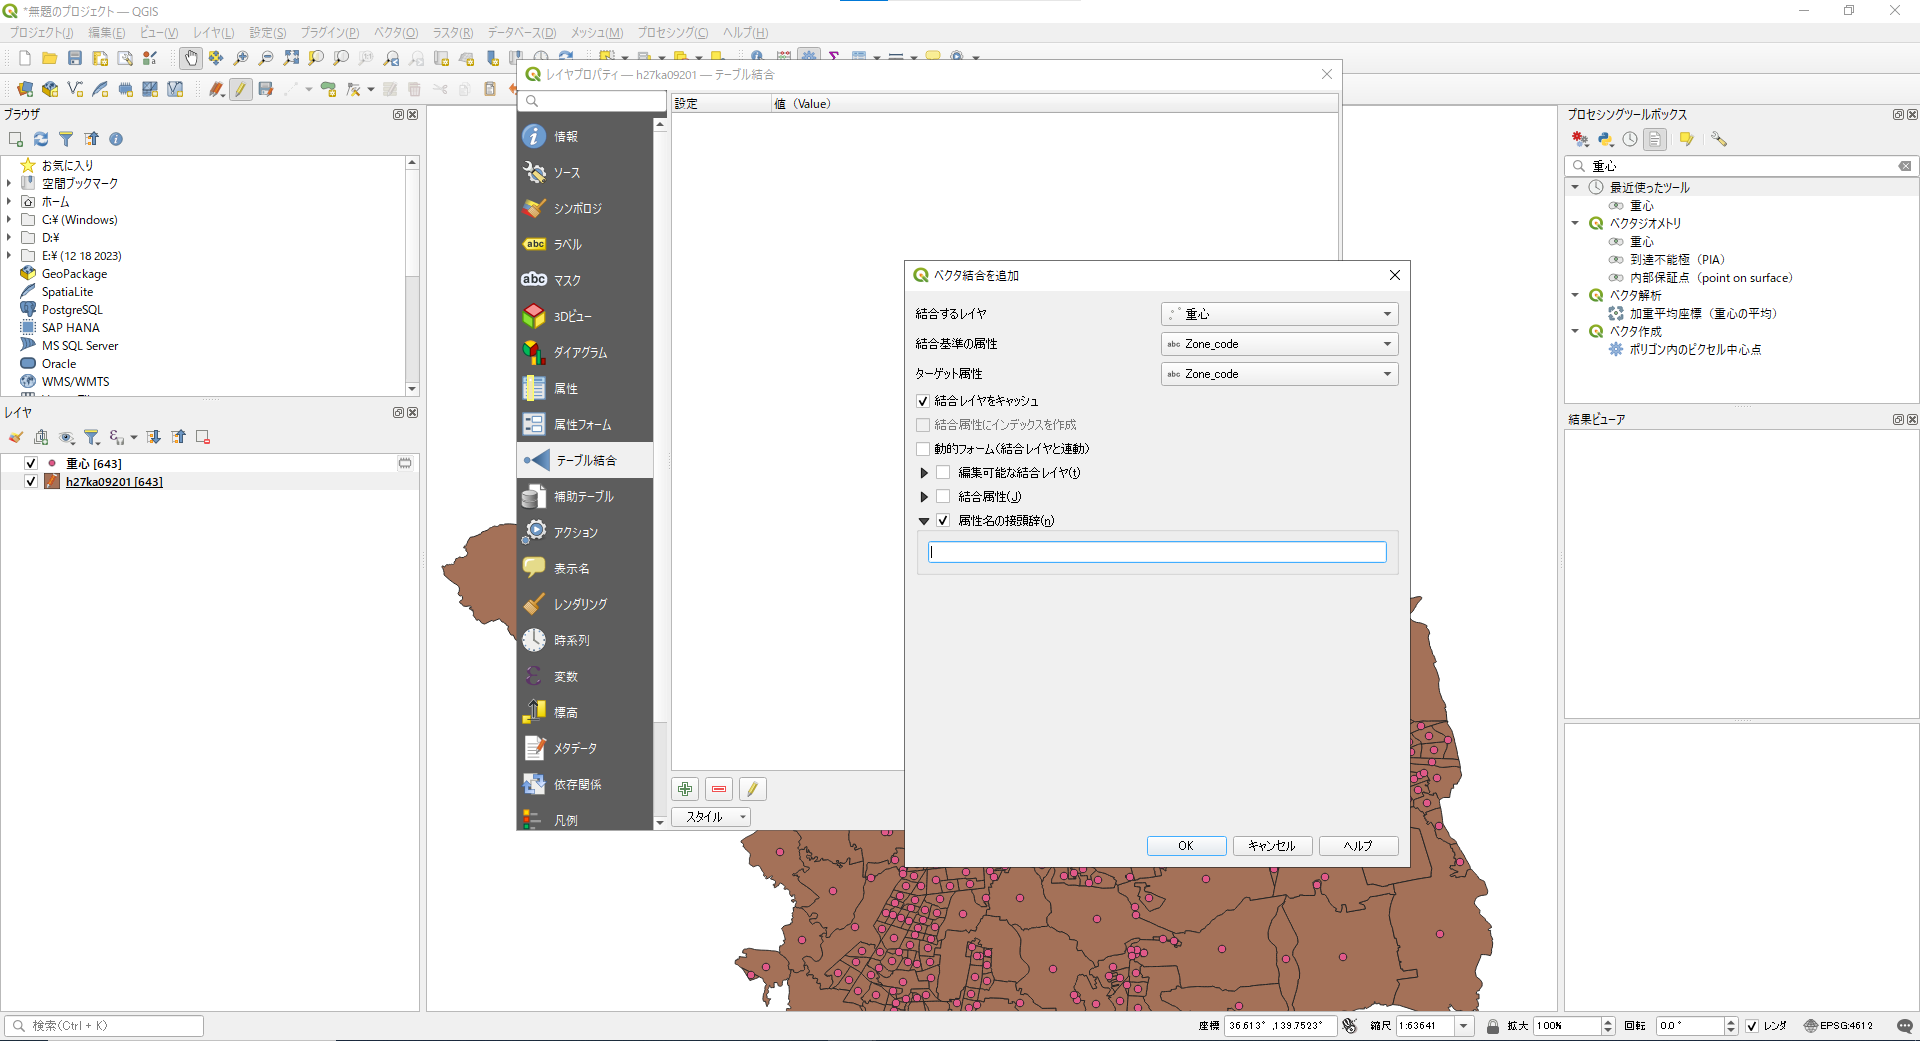 *無題のプロジェクト — QGIS
プロジェクト(J) 編集(E) ビュー(V) レイヤ(L) 設定(S) プラグイン(P) ベクタ(O) ラスタ(R) データベース(D) メッシュ(M) プロセシング(C) ヘルプ(H)
ブラウザ
お気に入り
空間ブックマーク
ホーム
C:¥ (Windows)
D:¥
E:¥ (12 18 2023)
GeoPackage
SpatiaLite
PostgreSQL
SAP HANA
MS SQL Server
Oracle
WMS/WMTS
レイヤ
重心 [643]
h27ka09201 [643]
レイヤプロパティ — h27ka09201 — テーブル結合
設定
値 (Value)
情報
ソース
シンボロジ
abc ラベル
abc マスク
3Dビュー
ダイアグラム
属性
属性フォーム
テーブル結合
補助テーブル
アクション
表示名
レンダリング
時系列
変数
標高
メタデータ
依存関係
凡例
スタイル
ベクタ結合を追加
結合するレイヤ 重心
結合基準の属性 abc Zone_code
ターゲット属性 abc Zone_code
結合レイヤをキャッシュ
結合属性にインデックスを作成
動的フォーム(結合レイヤと連動)
編集可能な結合レイヤ(t)
結合属性(J)
属性名の接頭辞(n)
OK キャンセル ヘルプ
プロセシングツールボックス
重心
最近使ったツール
重心
ベクタジオメトリ
重心
到達不能極 (PIA)
内部保証点 (point on surface)
ベクタ解析
加重平均座標 (重心の平均)
ベクタ作成
ポリゴン内のピクセル中心点
結果ビューア
検索(Ctrl + K)
座標 36.613° ,139.7523° 縮尺 1:63641 拡大 100% 回転 0.0 ° レンダ EPSG:4612